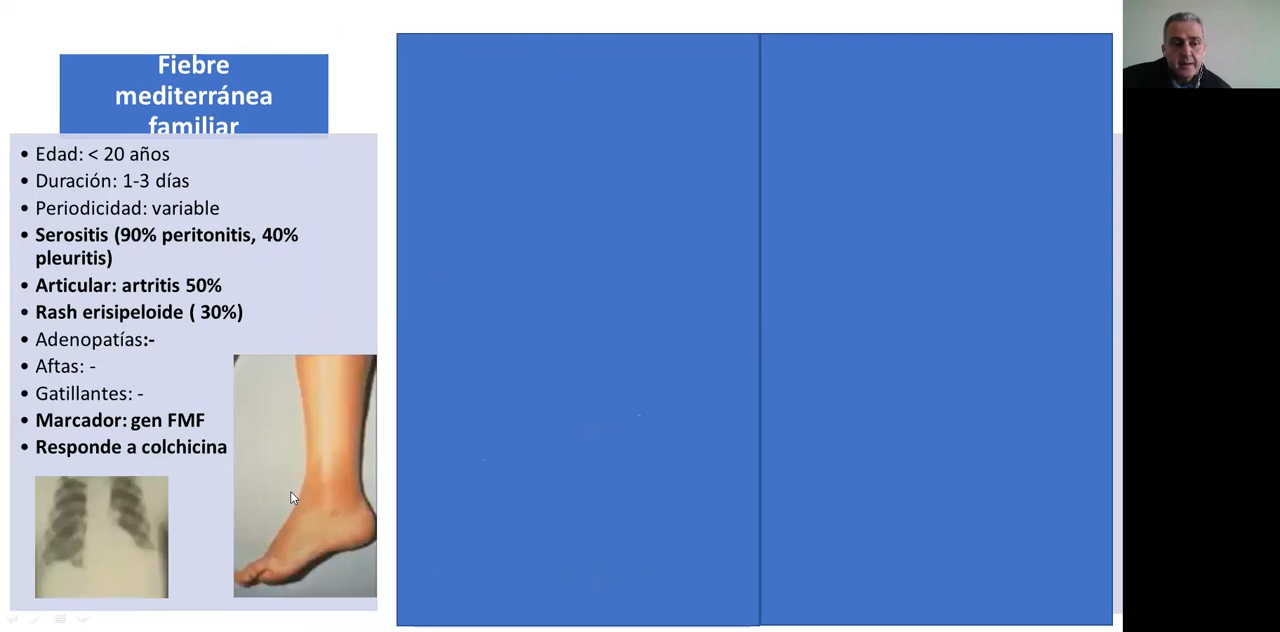 Fiebre
mediterránea
familiar
• Edad: < 20 años
• Duración: 1-3 días
• Periodicidad: variable
• Serositis (90% peritonitis, 40%
pleuritis)
• Articular: artritis 50%
• Rash erisipeloide ( 30%)
• Adenopatías:-
• Aftas: -
• Gatillantes: -
• Marcador: gen FMF
• Responde a colchicina